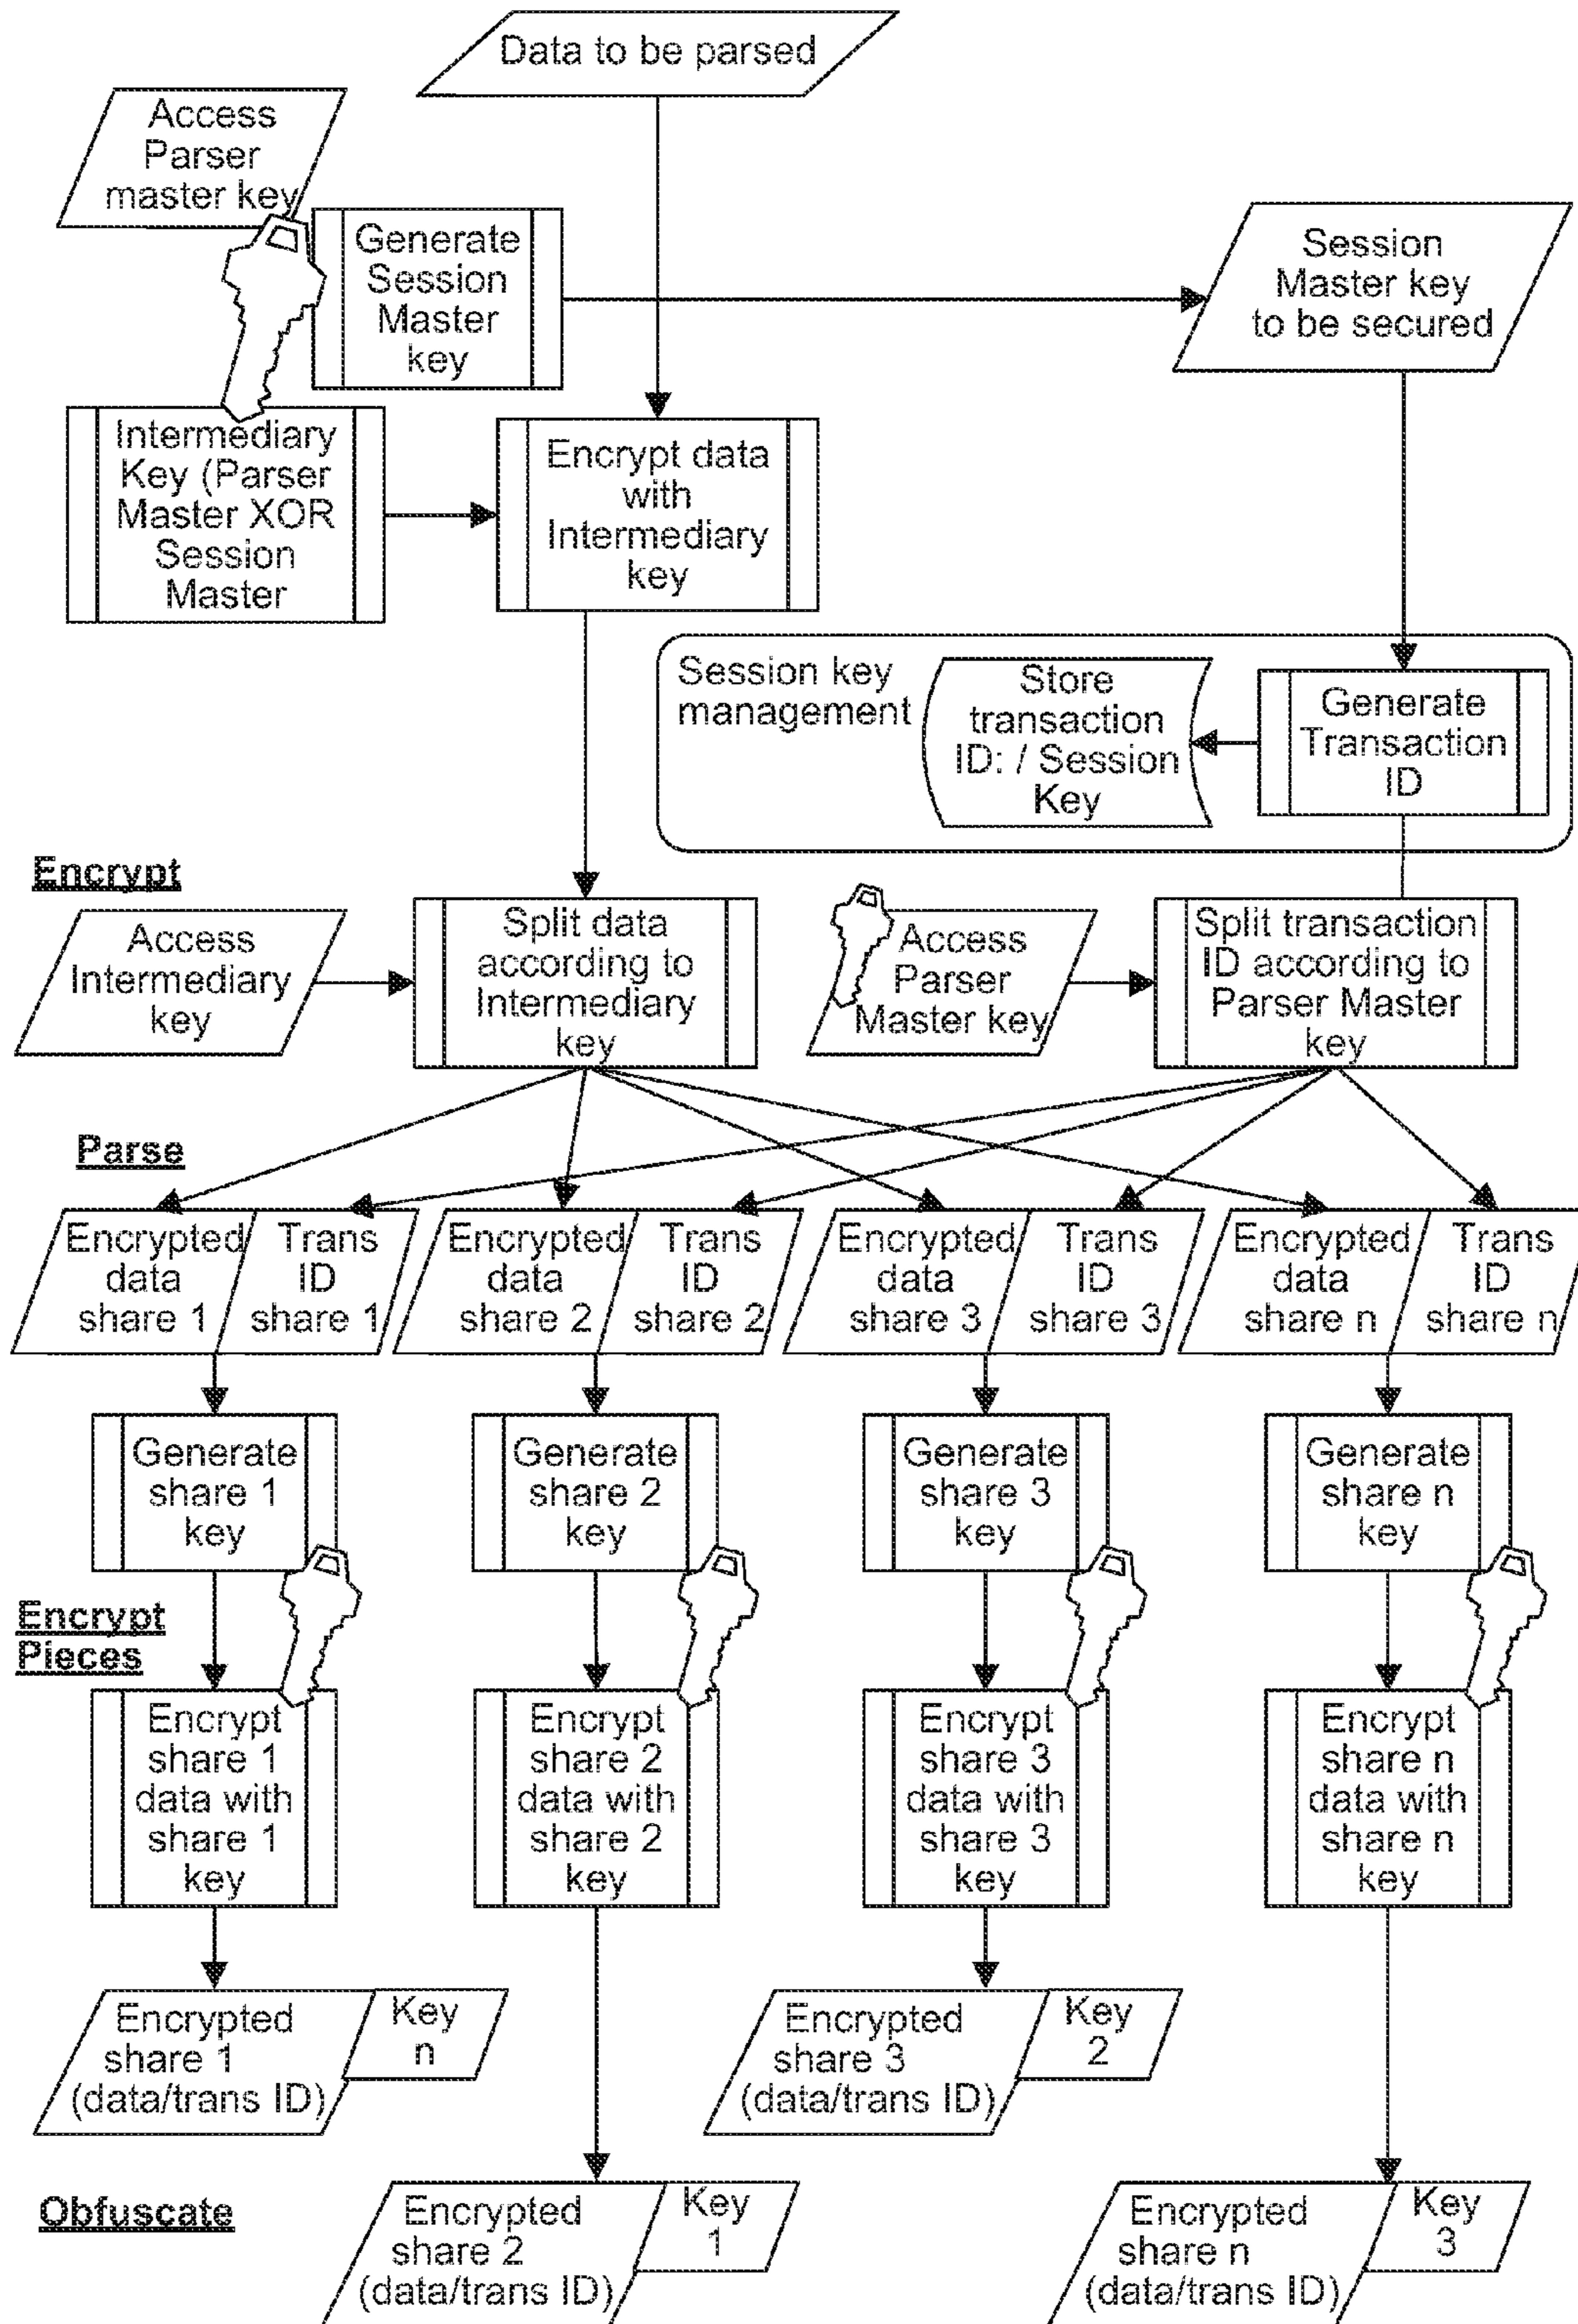 Data to be parsed
Access
Parser
master key
Generate
Session
Master
key
Session
Master key
to be secured
Intermediary
Key (Parser
Master XOR
Session
Master
Encrypt data
with
Intermediary
key
Session key
management
Store
transaction
ID: / Session
Key
Generate
Transaction
ID
Encrypt
Access
Intermediary
key
Split data
according to
Intermediary
key
Access
Parser
Master key
Split transaction
ID according to
Parser Master
key
Parse
Encrypted
data
share 1
Trans
ID
share 1
Encrypted
data
share 2
Trans
ID
share 2
Encrypted
data
share 3
Trans
ID
share 3
Encrypted
data
share n
Trans
ID
share n
Generate
share 1
key
Generate
share 2
key
Generate
share 3
key
Generate
share n
key
Encrypt
Pieces
Encrypt
share 1
data with
share 1
key
Encrypt
share 2
data with
share 2
key
Encrypt
share 3
data with
share 3
key
Encrypt
share n
data with
share n
key
Encrypted
share 1
(data/trans ID)
Key
n
Encrypted
share 3
(data/trans ID)
Key
2
Obfuscate
Encrypted
share 2
(data/trans ID)
Key
1
Encrypted
share n
(data/trans ID)
Key
3